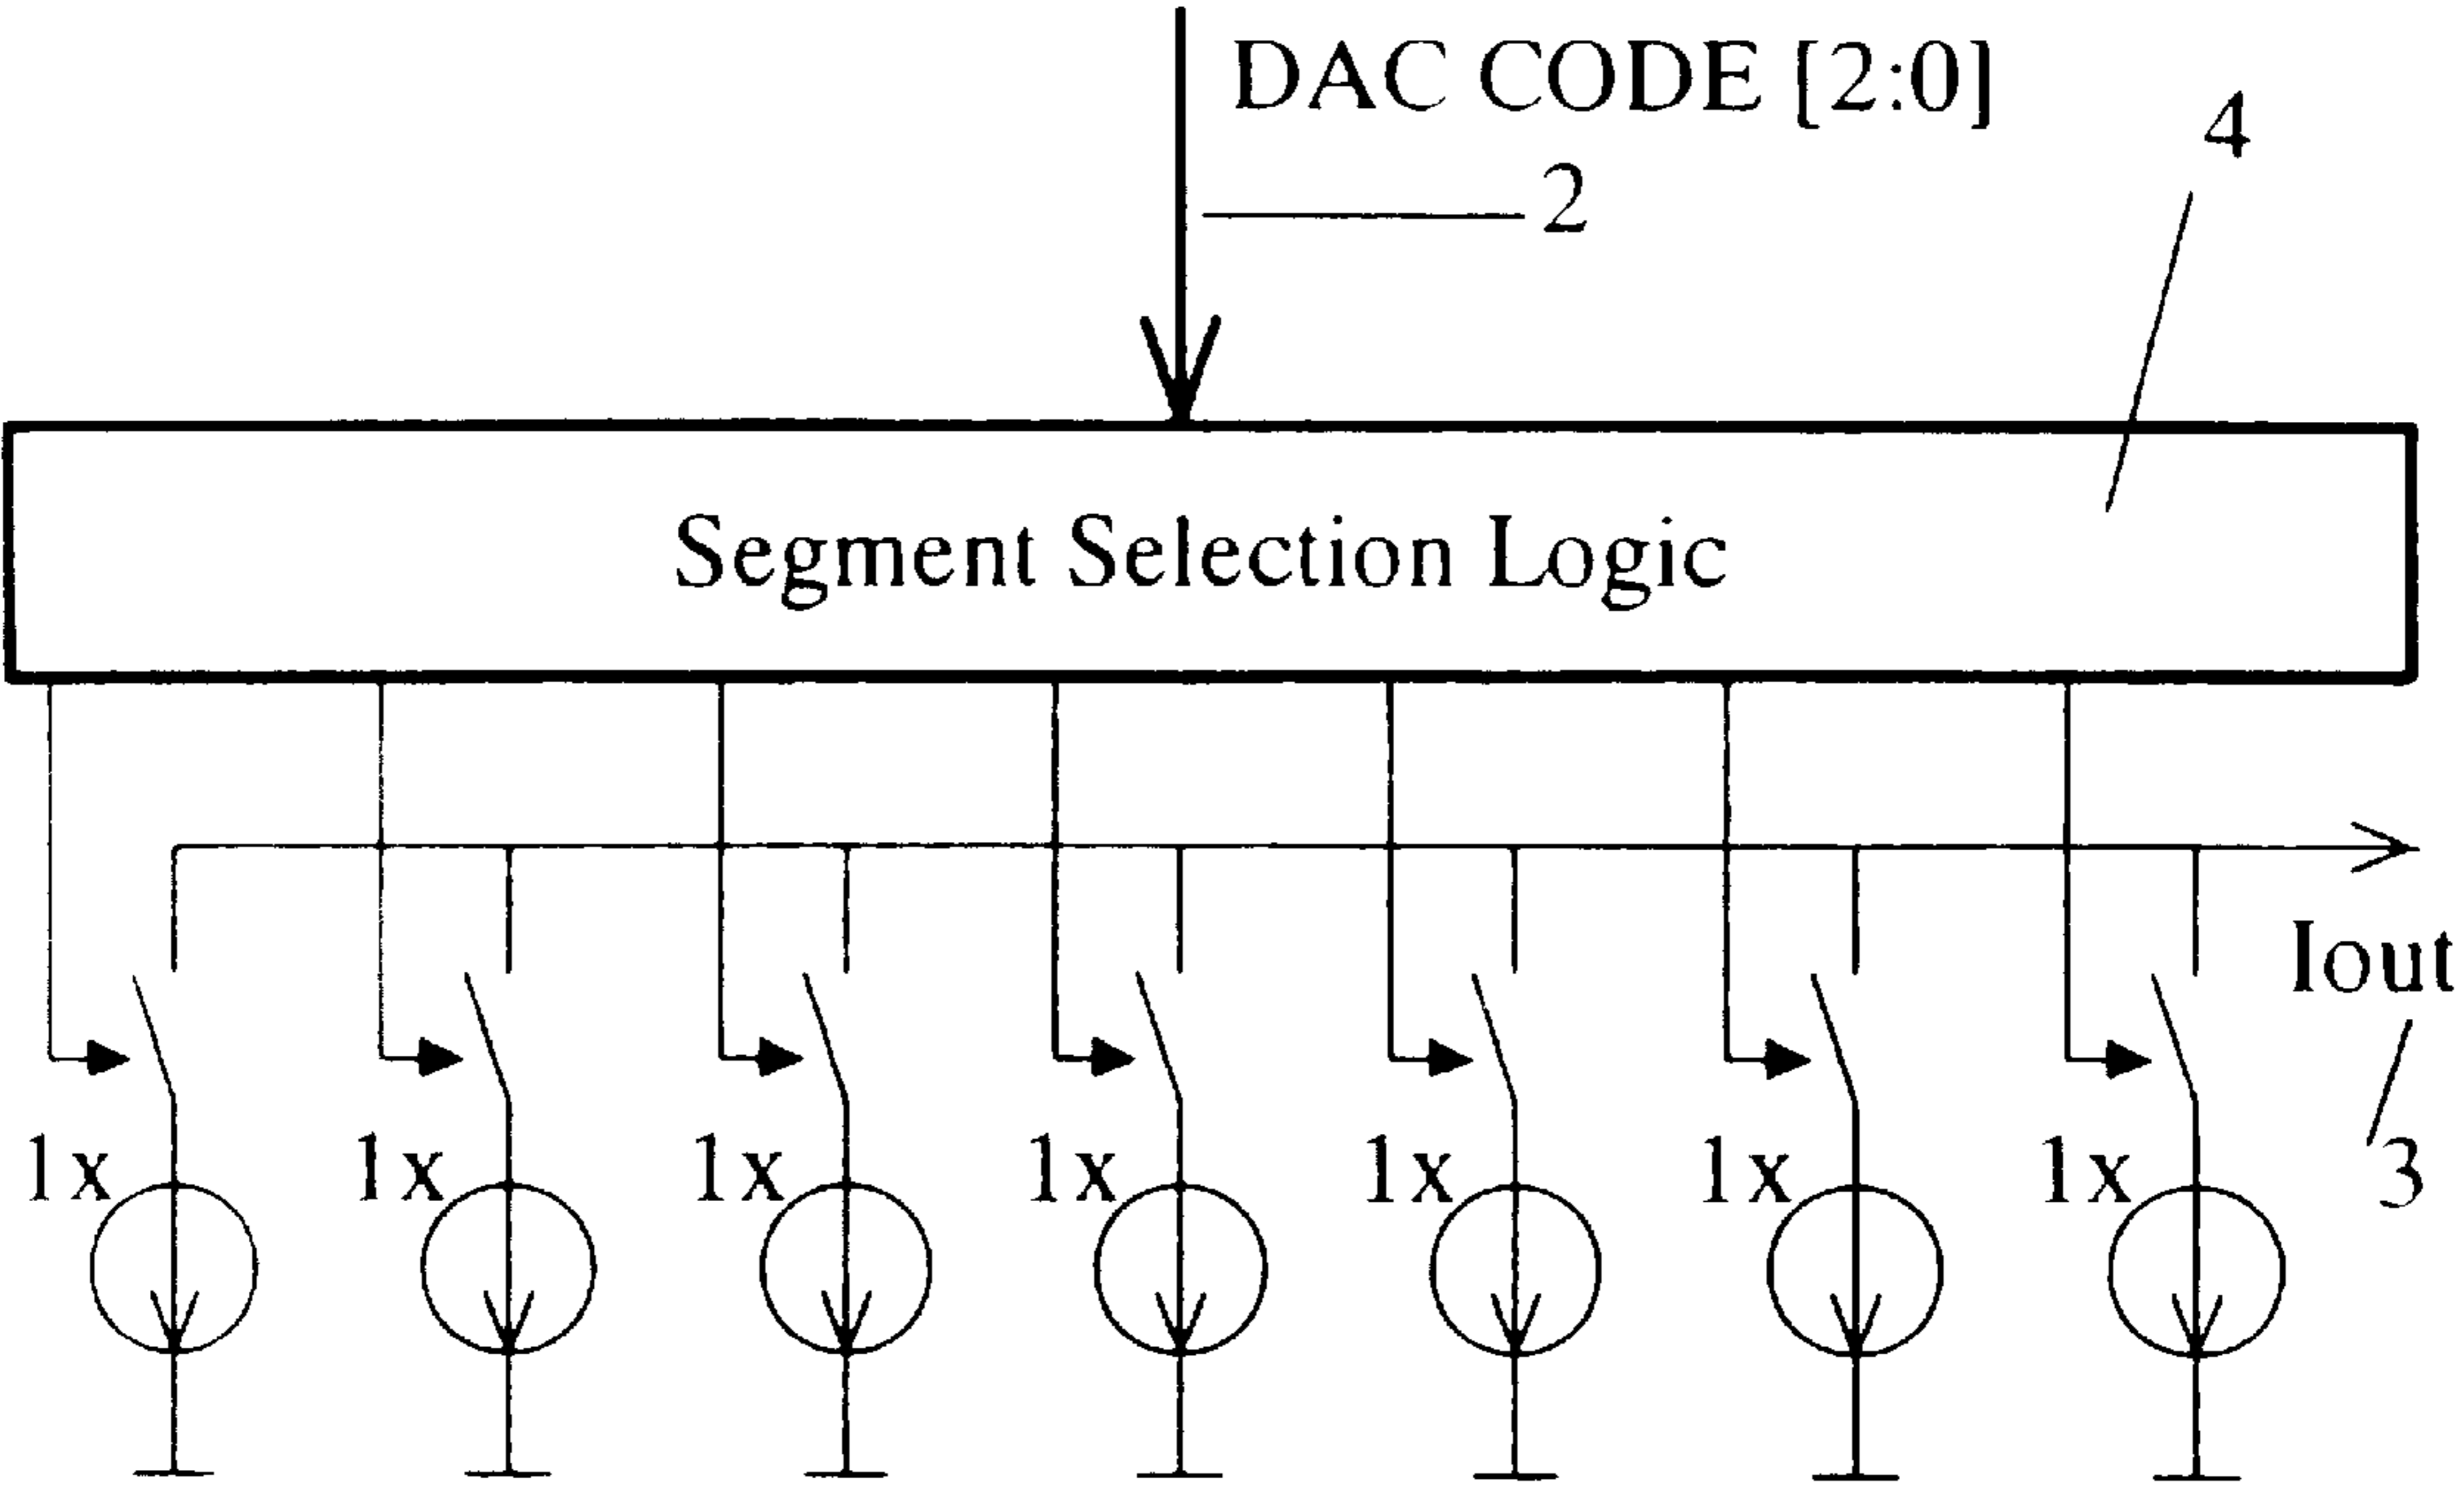 DAC CODE [2:0]
4
2
Segment Selection Logic
Iout
1x 1x 1x 1x 1x 1x 1x
3